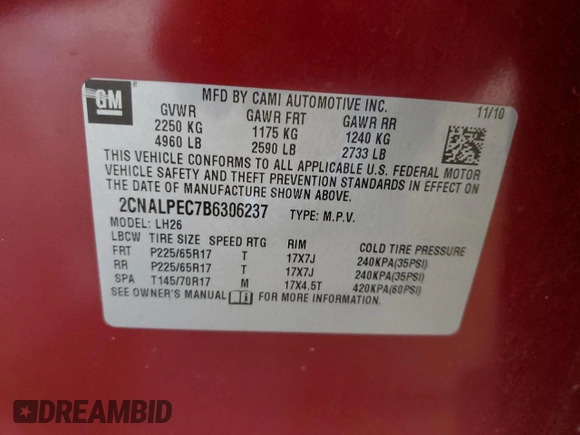 GM
MFD BY CAMI AUTOMOTIVE INC.
11/10
GVWR GAWR FRT GAWR RR
2250 KG 1175 KG 1240 KG
4960 LB 2590 LB 2733 LB
THIS VEHICLE CONFORMS TO ALL APPLICABLE U.S. FEDERAL MOTOR
VEHICLE SAFETY AND THEFT PREVENTION STANDARDS IN EFFECT ON
THE DATE OF MANUFACTURE SHOWN ABOVE.
2CNALPEC7B6306237 TYPE: M.P.V.
MODEL: LH26
LBCW TIRE SIZE SPEED RTG RIM COLD TIRE PRESSURE
FRT P225/65R17 T 17X7J 240KPA(35PSI)
RR P225/65R17 T 17X7J 240KPA(35PSI)
SPA T145/70R17 M 17X4.5T 420KPA(60PSI)
SEE OWNER'S MANUAL FOR MORE INFORMATION.
DREAMBID